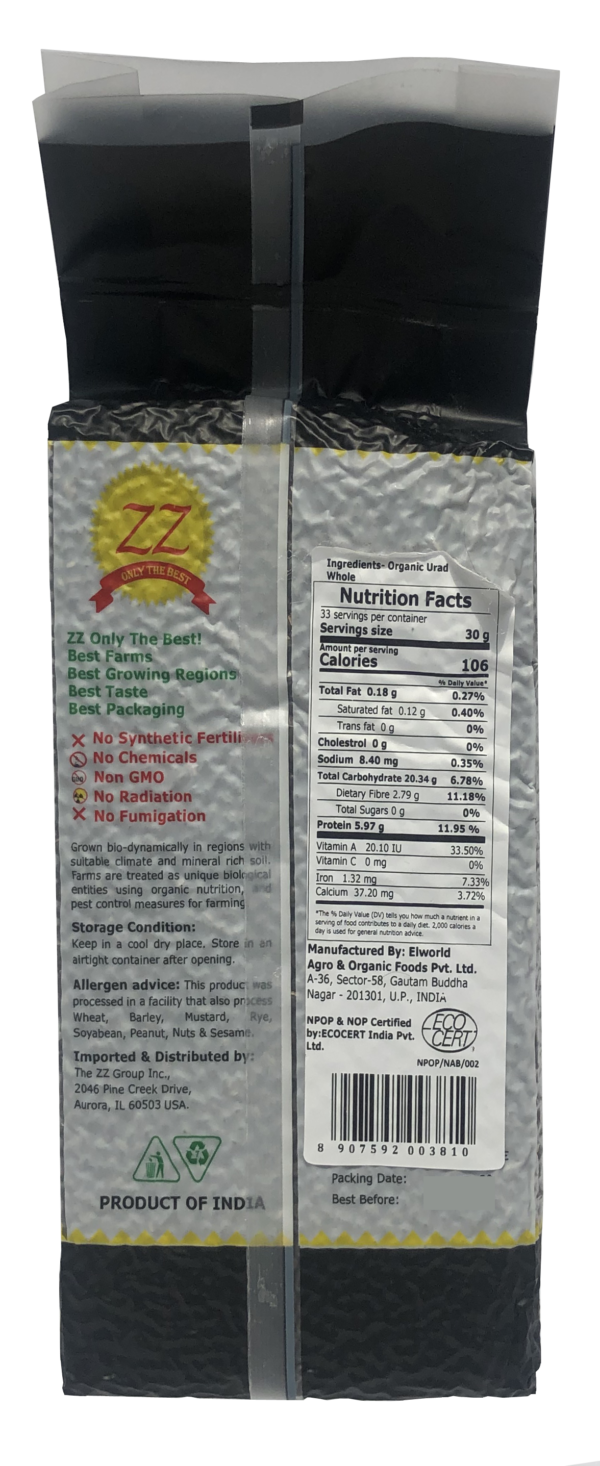 ZZ
ONLY THE BEST
ZZ Only The Best!
Best Farms
Best Growing Regions
Best Taste
Best Packaging
No Synthetic Fertilizers
No Chemicals
Non GMO
No Radiation
No Fumigation
Grown bio-dynamically in regions with
suitable climate and mineral rich soil.
Farms are treated as unique biological
entities using organic nutrition, and
pest control measures for farming
Storage Condition:
Keep in a cool dry place. Store in an
airtight container after opening.
Allergen advice: This product was
processed in a facility that also process
Wheat, Barley, Mustard, Rye,
Soyabean, Peanut, Nuts & Sesame.
Imported & Distributed by:
The ZZ Group Inc.,
2046 Pine Creek Drive,
Aurora, IL 60503 USA.
PRODUCT OF INDIA
Ingredients- Organic Urad
Whole
Nutrition Facts
33 servings per container
Servings size 30 g
Amount per serving
Calories 106
% Daily Value*
Total Fat 0.18 g 0.27%
Saturated fat 0.12 g 0.40%
Trans fat 0 g 0%
Cholestrol 0 g 0%
Sodium 8.40 mg 0.35%
Total Carbohydrate 20.34 g 6.78%
Dietary Fibre 2.79 g 11.18%
Total Sugars 0 g 0%
Protein 5.97 g 11.95 %
Vitamin A 20.10 IU 33.50%
Vitamin C 0 mg 0%
Iron 1.32 mg 7.33%
Calcium 37.20 mg 3.72%
*The % Daily Value (DV) tells you how much a nutrient in a
serving of food contributes to a daily diet. 2,000 calories a
day is used for general nutrition advice.
Manufactured By: Elworld
Agro & Organic Foods Pvt. Ltd.
A-36, Sector-58, Gautam Buddha
Nagar - 201301, U.P., INDIA
NPOP & NOP Certified
by:ECOCERT India Pvt.
Ltd.
ECO
CERT
NPOP/NAB/002
8 907592 003810
Packing Date:
Best Before: